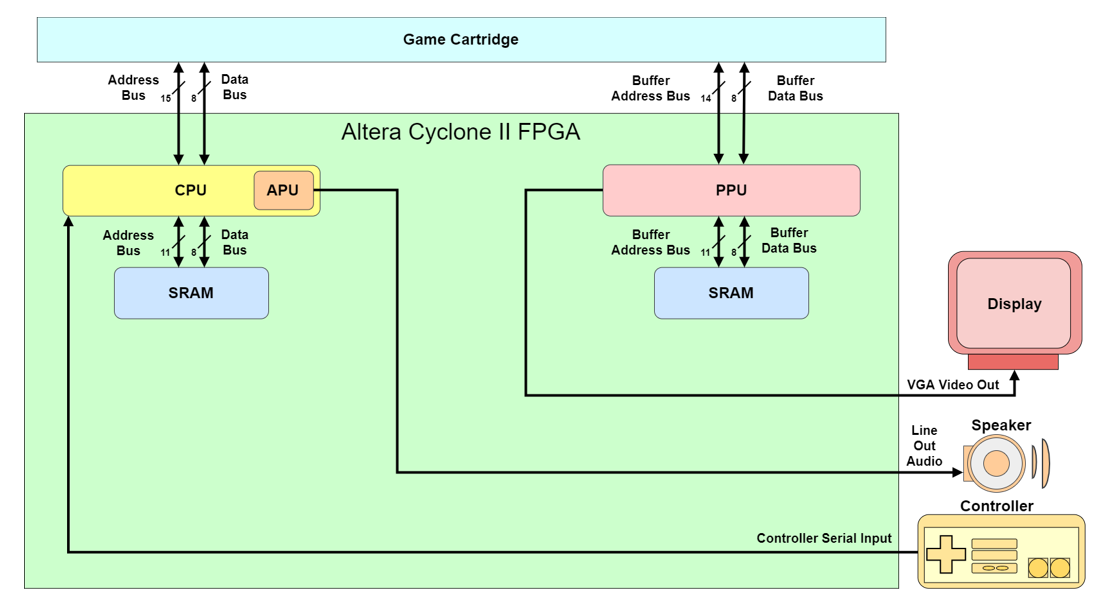 Game Cartridge
Address
Bus
15
8
Data
Bus
Buffer
Address Bus
14
8
Buffer
Data Bus
Altera Cyclone II FPGA
CPU
APU
PPU
Address
Bus
11
8
Data
Bus
Buffer
Address Bus
11
8
Buffer
Data Bus
SRAM
SRAM
Display
VGA Video Out
Line
Out
Audio
Speaker
Controller
Controller Serial Input